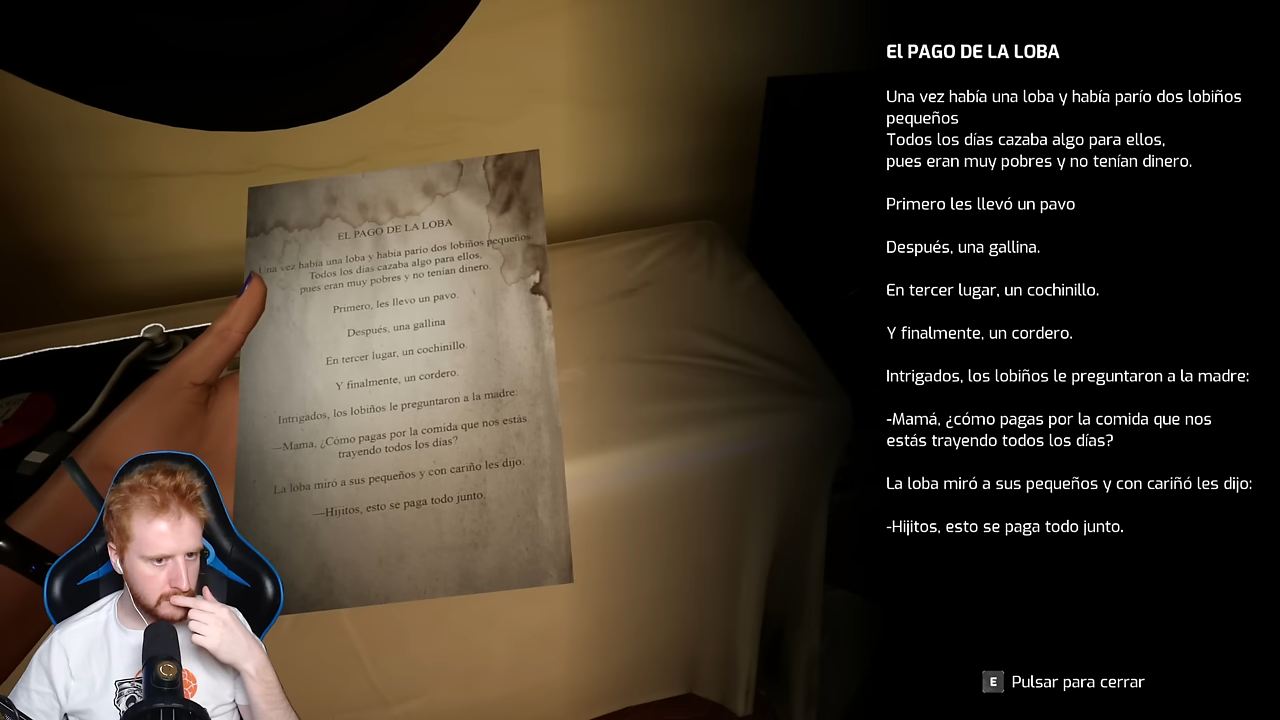 EL PAGO DE LA LOBA
Una vez había una loba y había parío dos lobiños pequeños
Todos los días cazaba algo para ellos,
pues eran muy pobres y no tenían dinero.
Primero, les llevo un pavo.
Después, una gallina
En tercer lugar, un cochinillo.
Y finalmente, un cordero.
Intrigados, los lobiños le preguntaron a la madre:
—Mama, ¿Cómo pagas por la comida que nos estás
trayendo todos los días?
La loba miró a sus pequeños y con cariño les dijo:
—Hijitos, esto se paga todo junto.
El PAGO DE LA LOBA
Una vez había una loba y había parío dos lobiños
pequeños
Todos los días cazaba algo para ellos,
pues eran muy pobres y no tenían dinero.
Primero les llevó un pavo
Después, una gallina.
En tercer lugar, un cochinillo.
Y finalmente, un cordero.
Intrigados, los lobiños le preguntaron a la madre:
-Mamá, ¿cómo pagas por la comida que nos
estás trayendo todos los días?
La loba miró a sus pequeños y con cariñó les dijo:
-Hijitos, esto se paga todo junto.
E Pulsar para cerrar